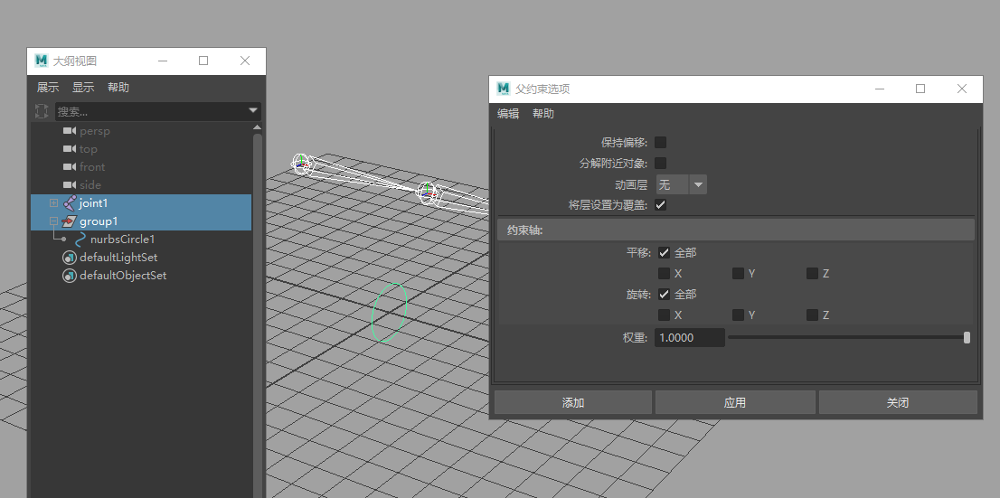 大纲视图
展示 显示 帮助
搜索...
persp
top
front
side
joint1
group1
nurbsCircle1
defaultLightSet
defaultObjectSet
父约束选项
编辑 帮助
保持偏移:
分解附近对象:
动画层 无
将层设置为覆盖:
约束轴:
平移: 全部
X Y Z
旋转: 全部
X Y Z
权重: 1.0000
添加 应用 关闭